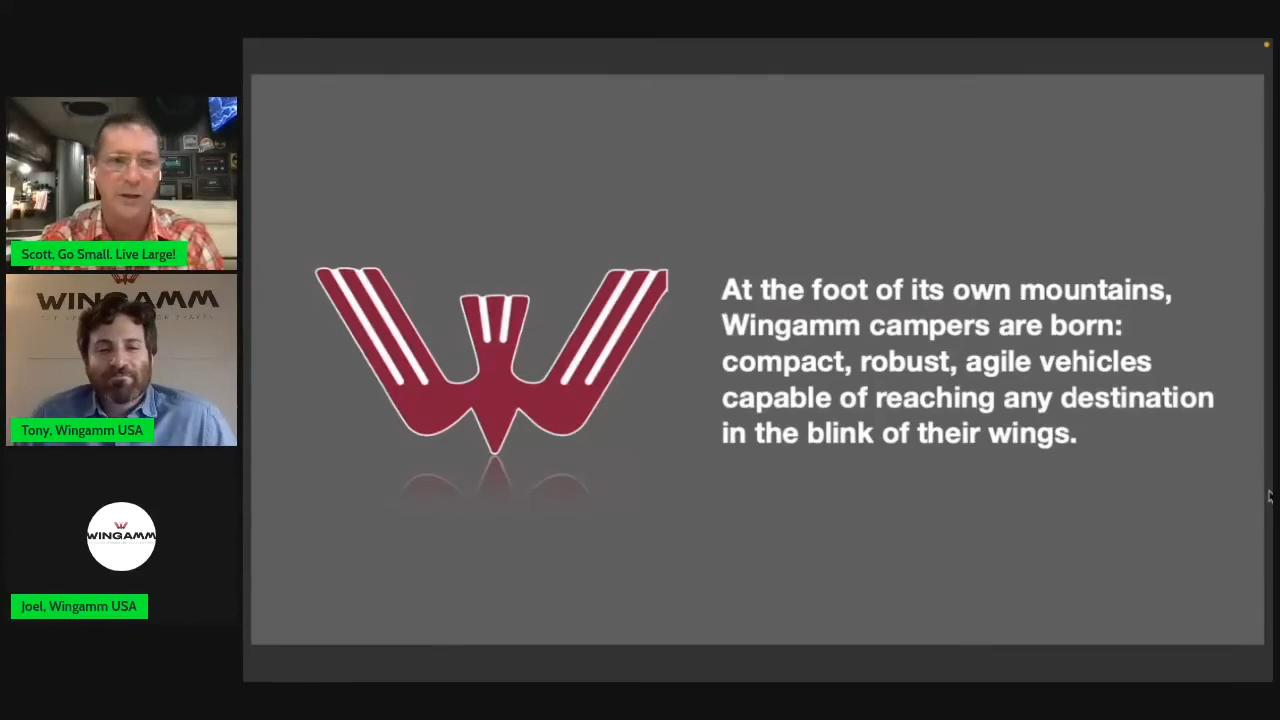 Scott, Go Small. Live Large!
WINGAMM
Tony, Wingamm USA
WINGAMM
Joel, Wingamm USA
At the foot of its own mountains,
Wingamm campers are born:
compact, robust, agile vehicles
capable of reaching any destination
in the blink of their wings.